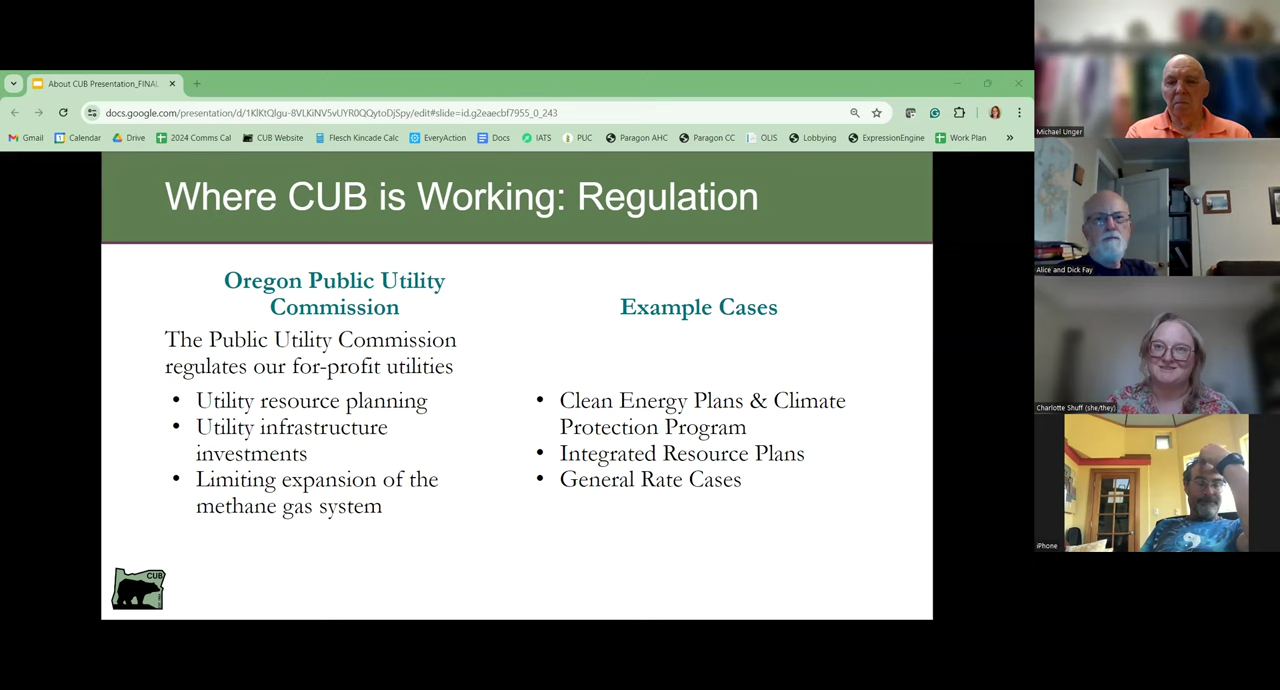 About CUB Presentation_FINAL
docs.google.com/presentation/d/1KlKtQlgu-8VLKiNV5uUYR0QQytoDjSpy/edit#slide=id.g2eaecbf7955_0_243
Gmail Calendar Drive 2024 Comms Cal CUB Website Flesch Kincade Calc EveryAction Docs IATS PUC Paragon AHC Paragon CC OLIS Lobbying ExpressionEngine Work Plan »
Where CUB is Working: Regulation
Oregon Public Utility
Commission
The Public Utility Commission
regulates our for-profit utilities
• Utility resource planning
• Utility infrastructure
investments
• Limiting expansion of the
methane gas system
Example Cases
• Clean Energy Plans & Climate
Protection Program
• Integrated Resource Plans
• General Rate Cases
CUB
Michael Unger
Alice and Dick Fay
Charlotte Shuff (she/they)
iPhone